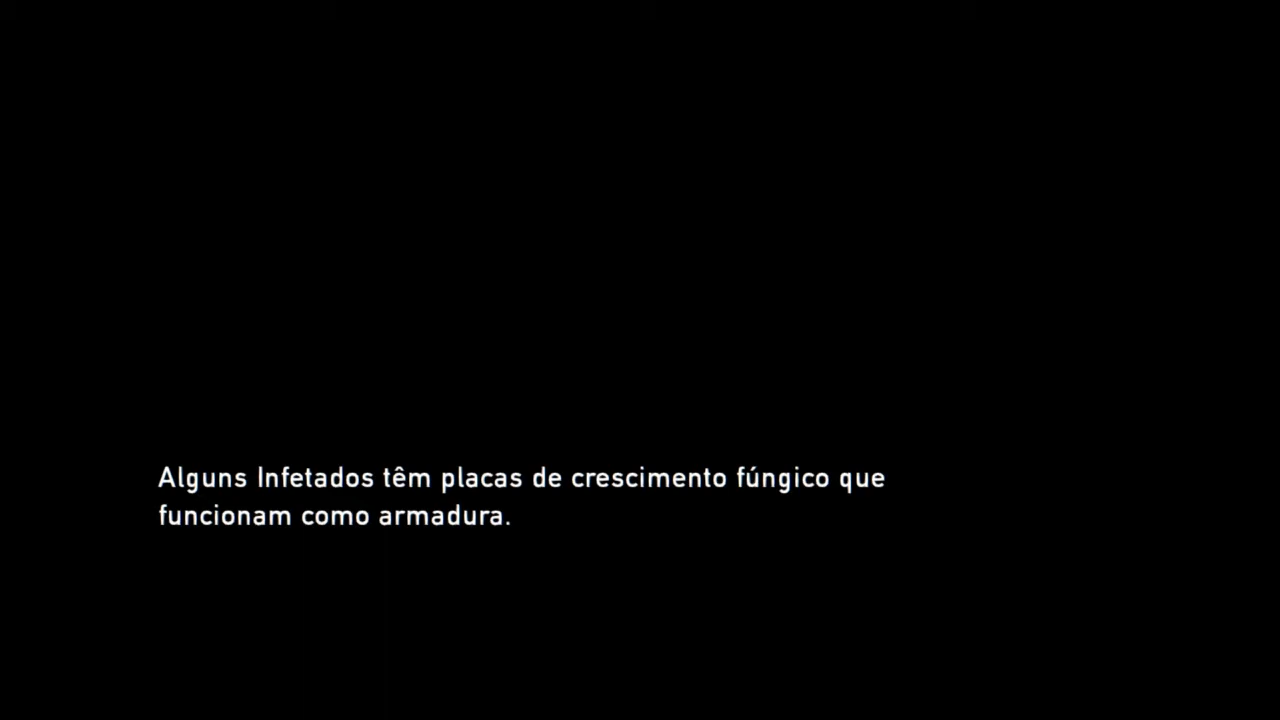 Alguns Infetados têm placas de crescimento fúngico que
funcionam como armadura.